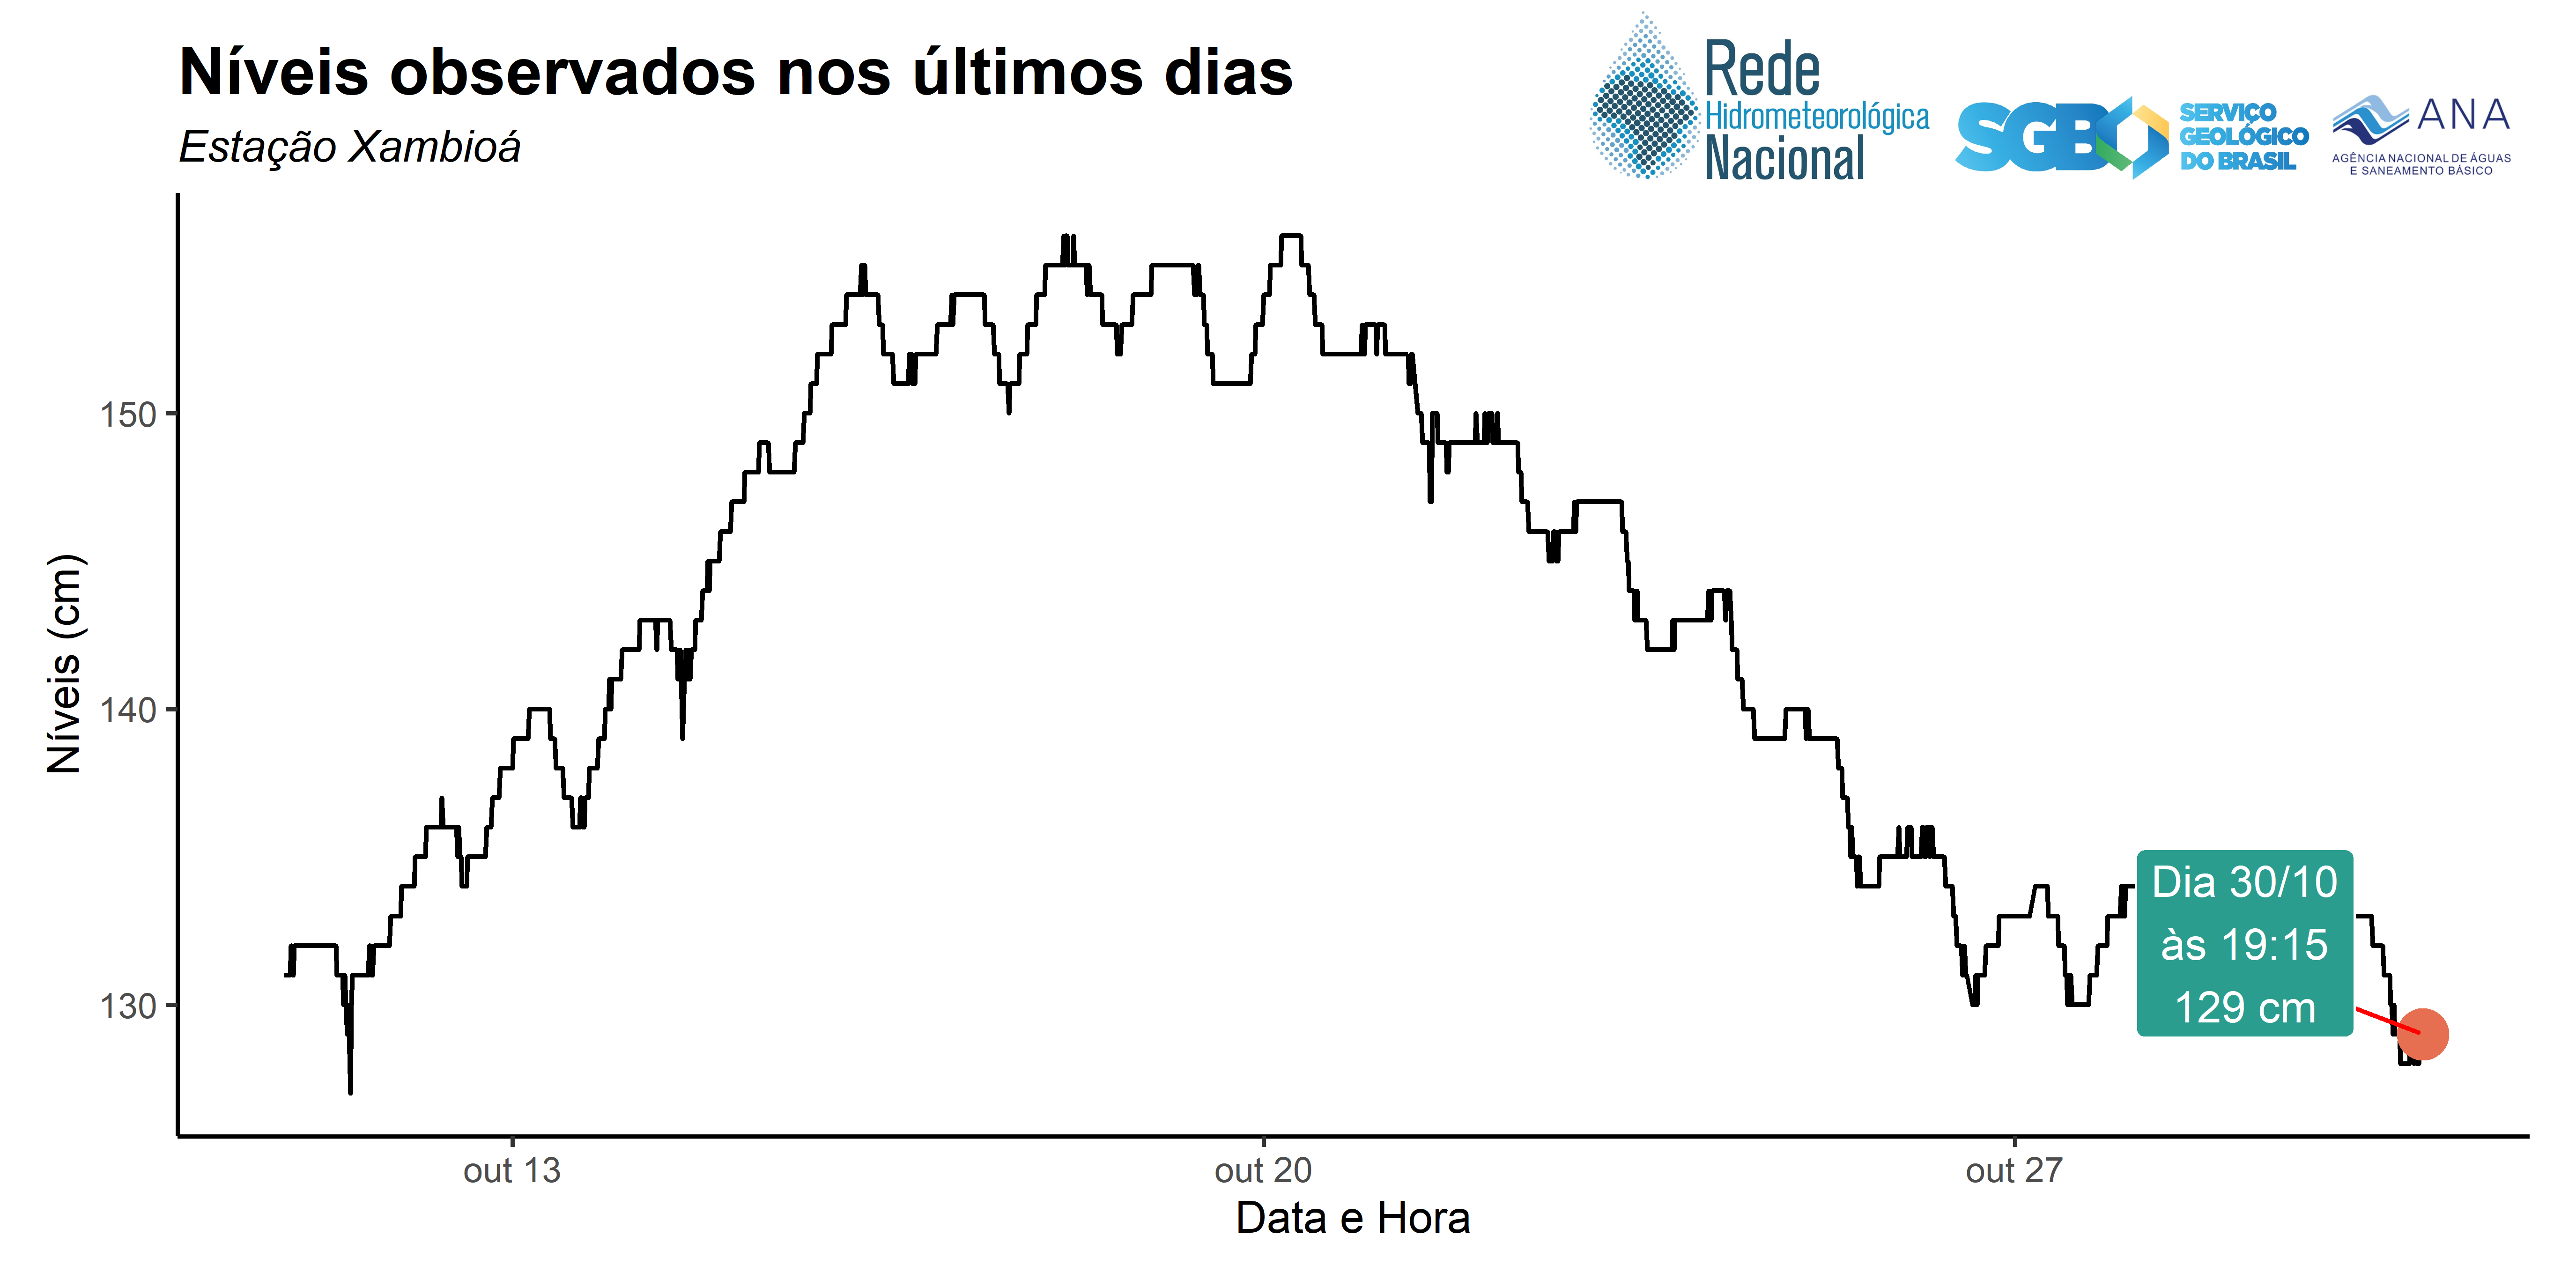 Níveis observados nos últimos dias
Estação Xambioá
Rede
Hidrometeorológica
Nacional
SGB
SERVIÇO
GEOLÓGICO
DO BRASIL
ANA
AGÊNCIA NACIONAL DE ÁGUAS
E SANEAMENTO BÁSICO
Níveis (cm)
150
140
130
Dia 30/10
às 19:15
129 cm
out 13
out 20
out 27
Data e Hora